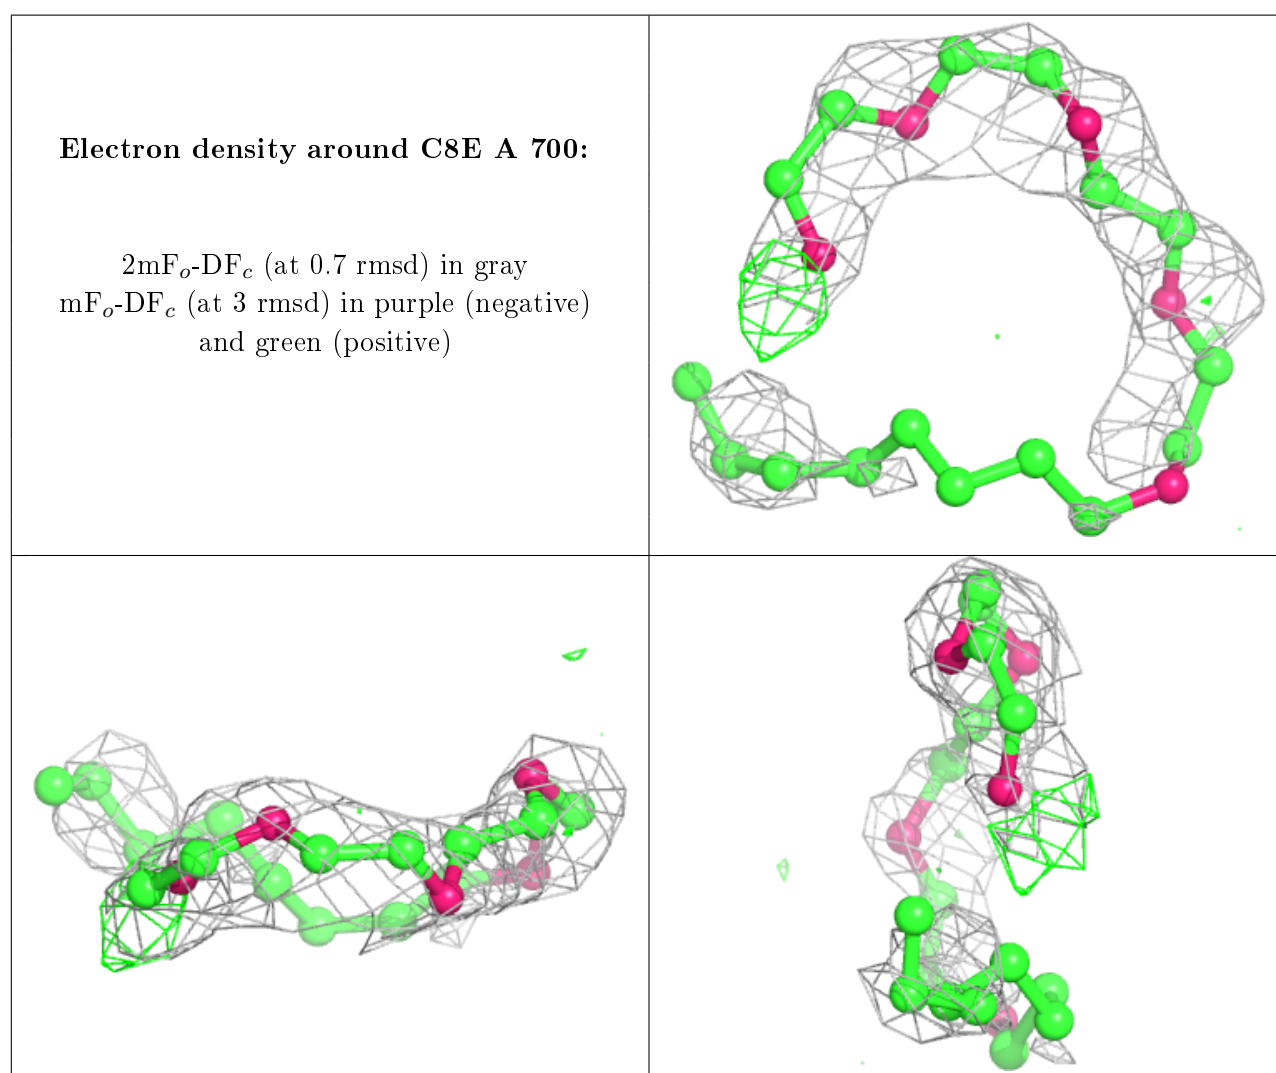 Electron density around C8E A 700:
2mFo-DFc (at 0.7 rmsd) in gray
mFo-DFc (at 3 rmsd) in purple (negative)
and green (positive)